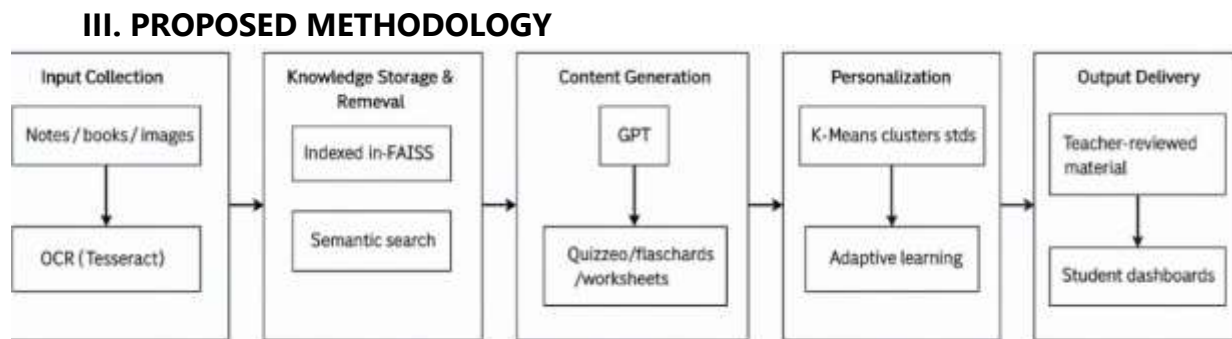 III. PROPOSED METHODOLOGY
Input Collection
Notes / books / images
OCR (Tesseract)
Knowledge Storage &
Removal
Indexed in-FAISS
Semantic search
Content Generation
GPT
Quizzeo/flaschards
/worksheets
Personalization
K-Means clusters stds
Adaptive learning
Output Delivery
Teacher-reviewed
material
Student dashboards